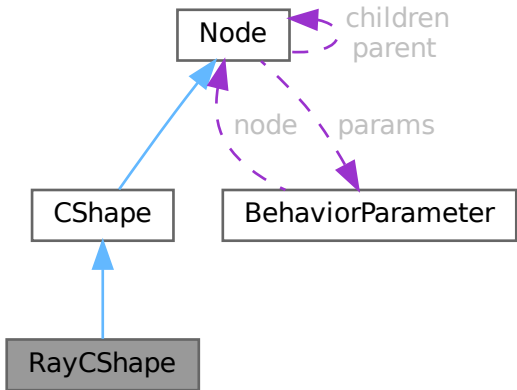 Node
children
parent
node
params
CShape
BehaviorParameter
RayCShape